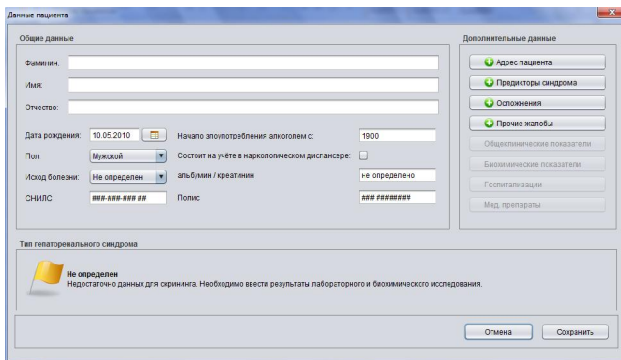 Данные пациента
Общие данные
Фамилия:
Имя:
Отчество:
Дата рождения: 10.05.2010 Начало злоупотребления алкоголем с: 1900
Пол Мужской Состоит на учёте в наркологическом диспансере:
Исход болезни: Не определен альбумин / креатинин Не определено
СНИЛС ###-###-### ## Полис ### ########
Дополнительные данные
Адрес пациента
Предикторы синдрома
Осложнения
Прочие жалобы
Общеклинические показатели
Биохимические показатели
Госпитализации
Мед. препараты
Тип гепаторенального синдрома
Не определен
Недостаточно данных для скрининга. Необходимо ввести результаты лабораторного и биохимического исследования.
Отмена Сохранить